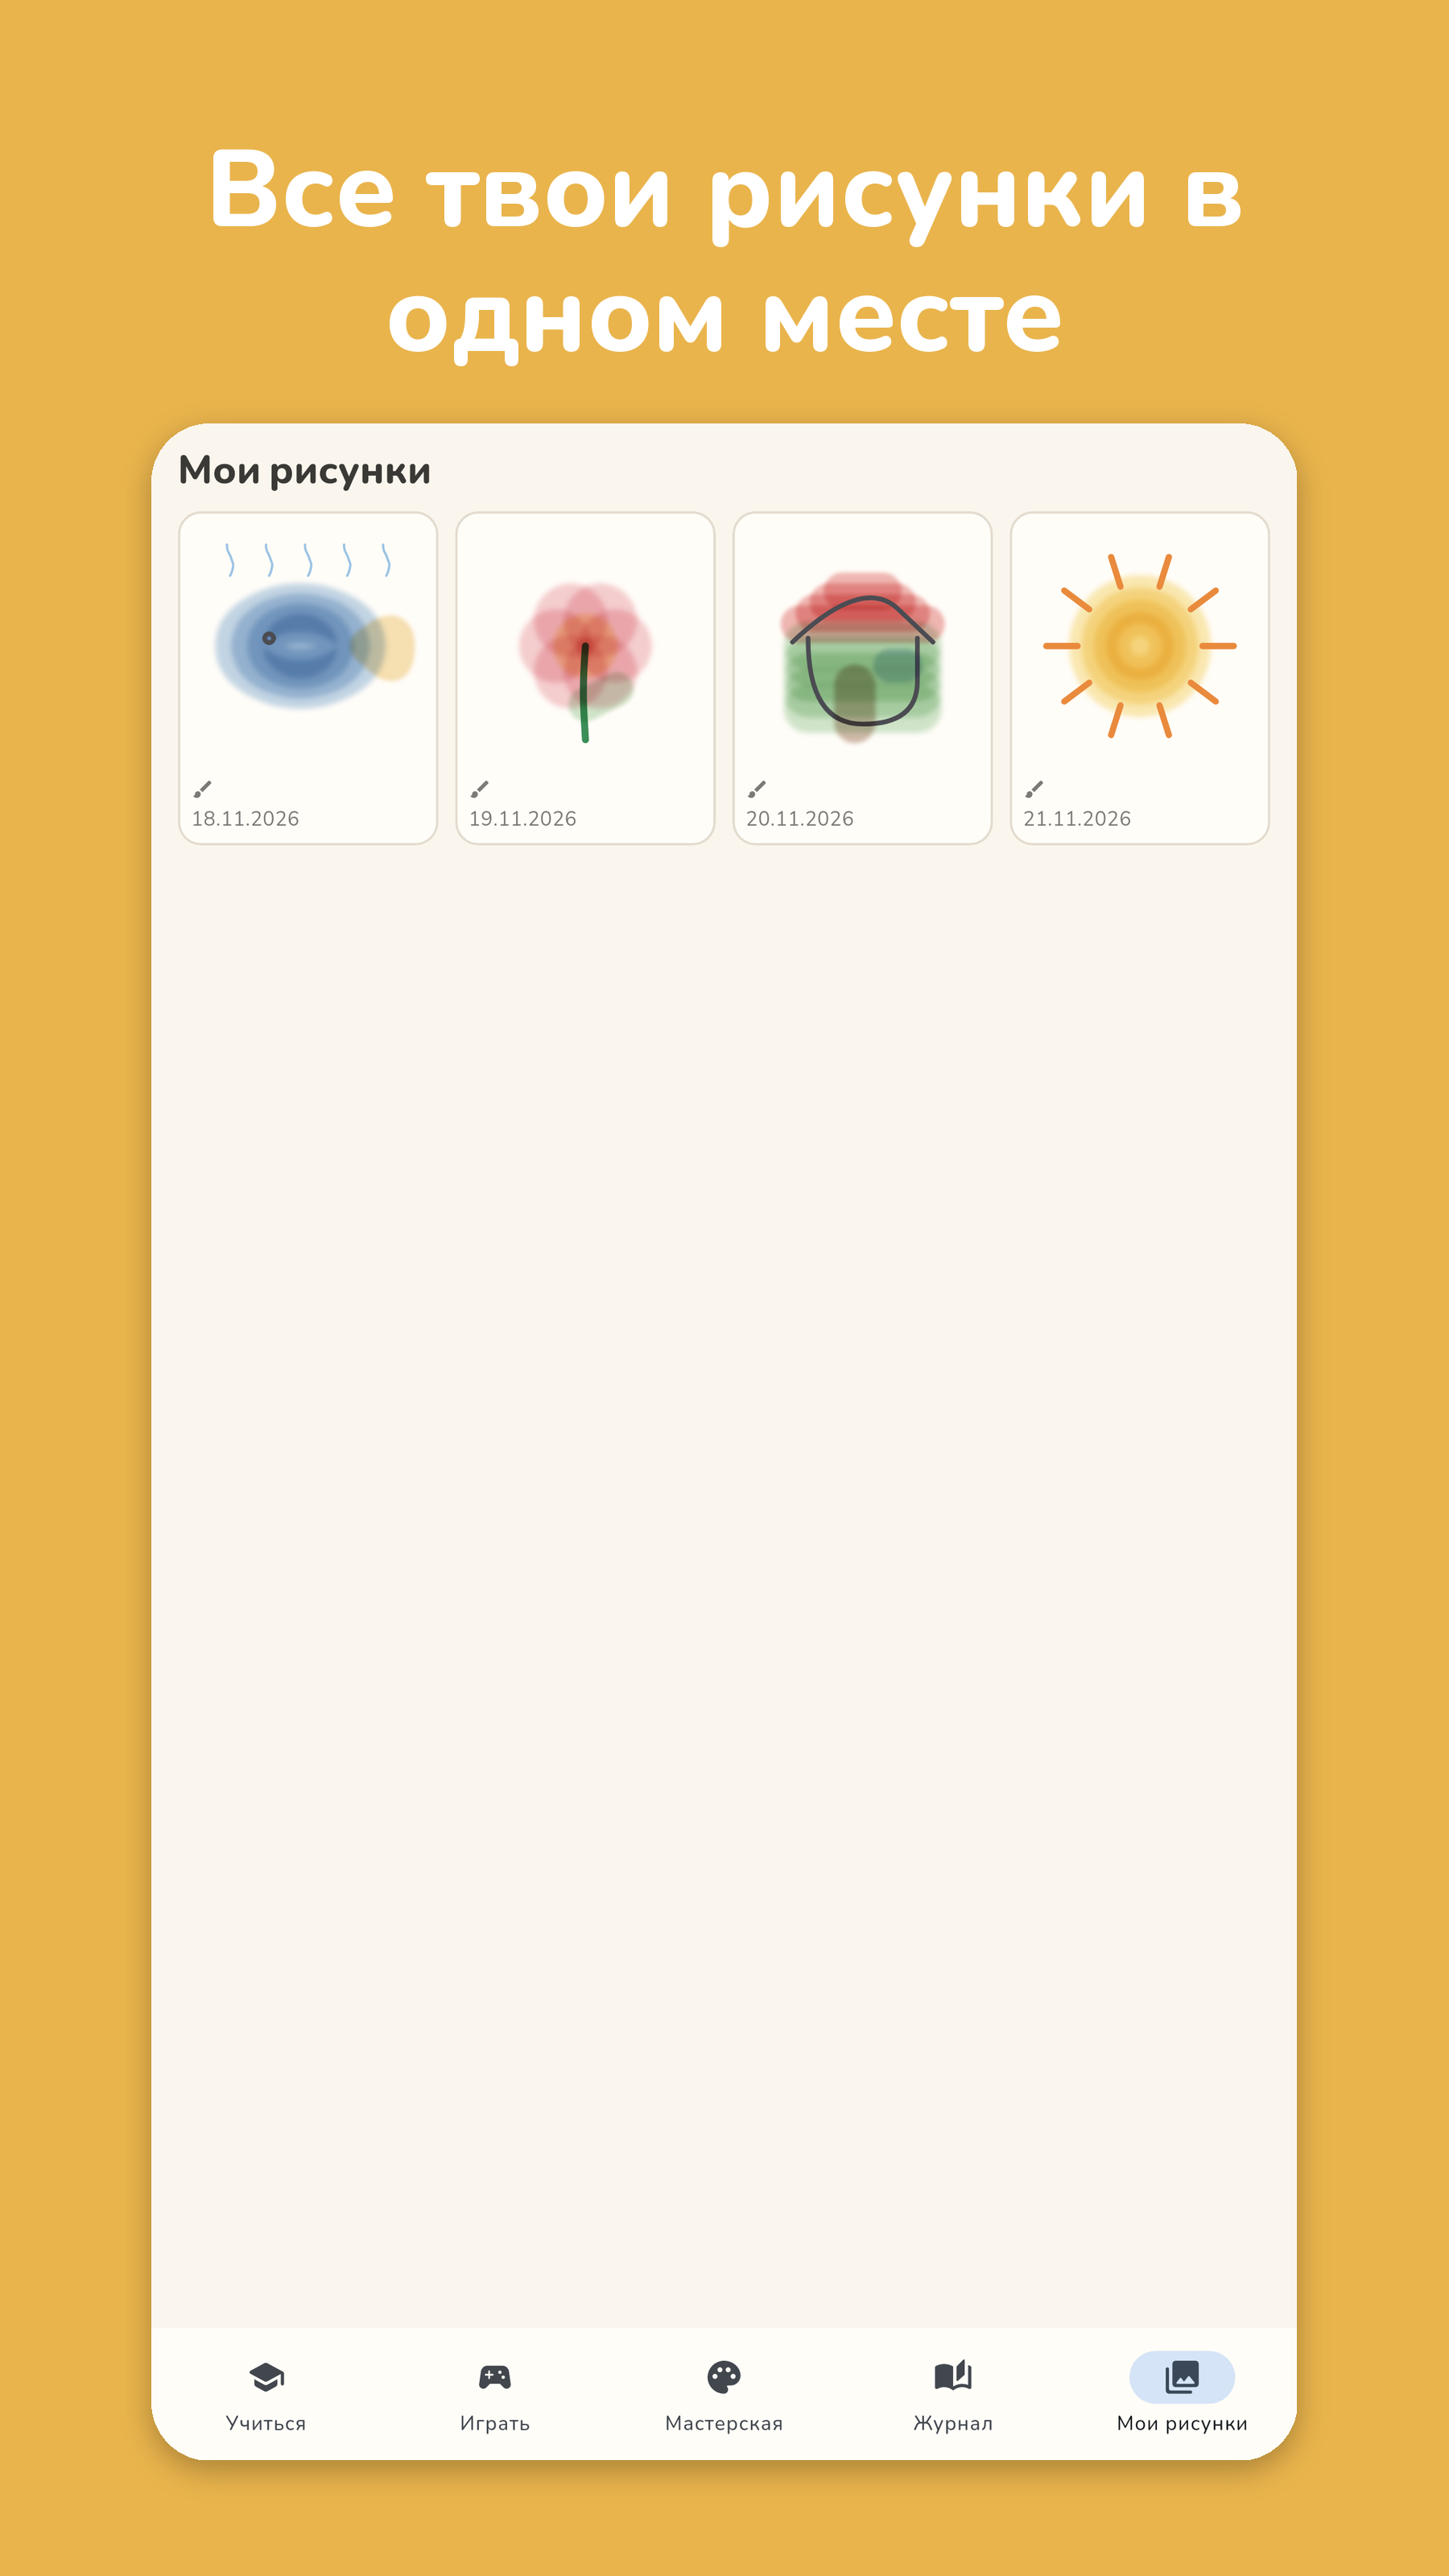 Все твои рисунки в
одном месте
Мои рисунки
18.11.2026
19.11.2026
20.11.2026
21.11.2026
Учиться
Играть
Мастерская
Журнал
Мои рисунки